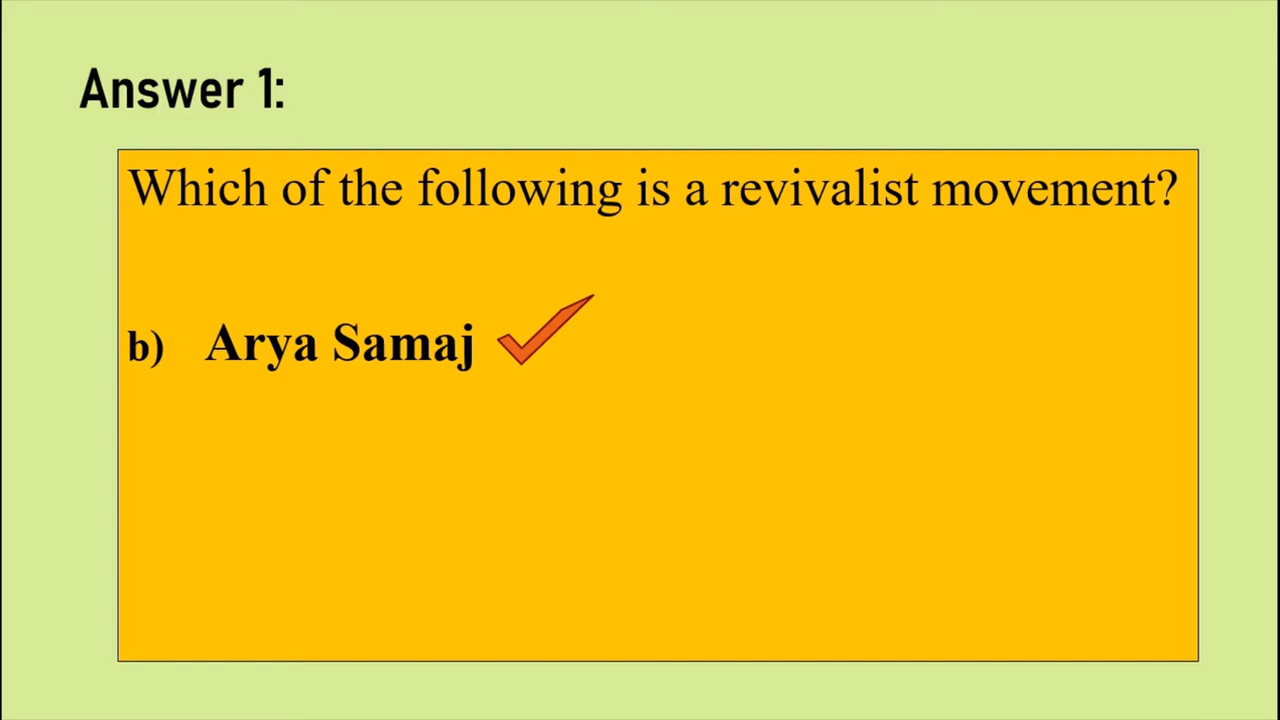 Answer 1:
Which of the following is a revivalist movement?
b) Arya Samaj